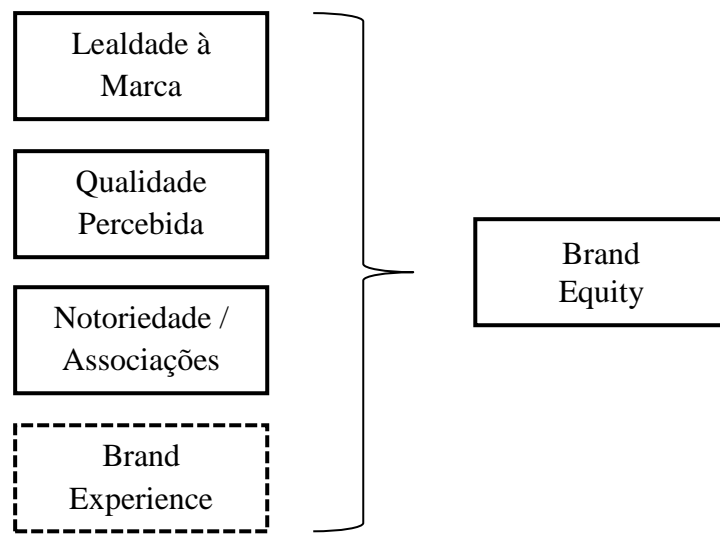 Lealdade à
Marca
Qualidade
Percebida
Notoriedade /
Associações
Brand
Experience
Brand
Equity